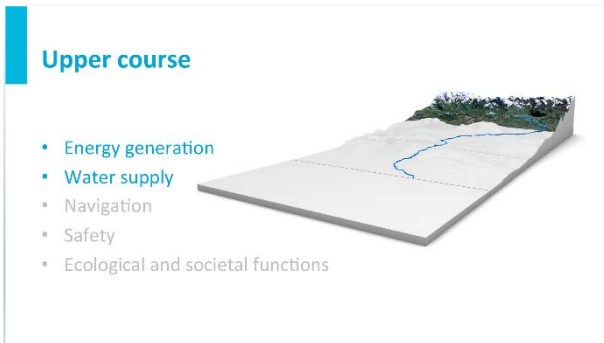 Upper course
• Energy generation
• Water supply
• Navigation
• Safety
• Ecological and societal functions